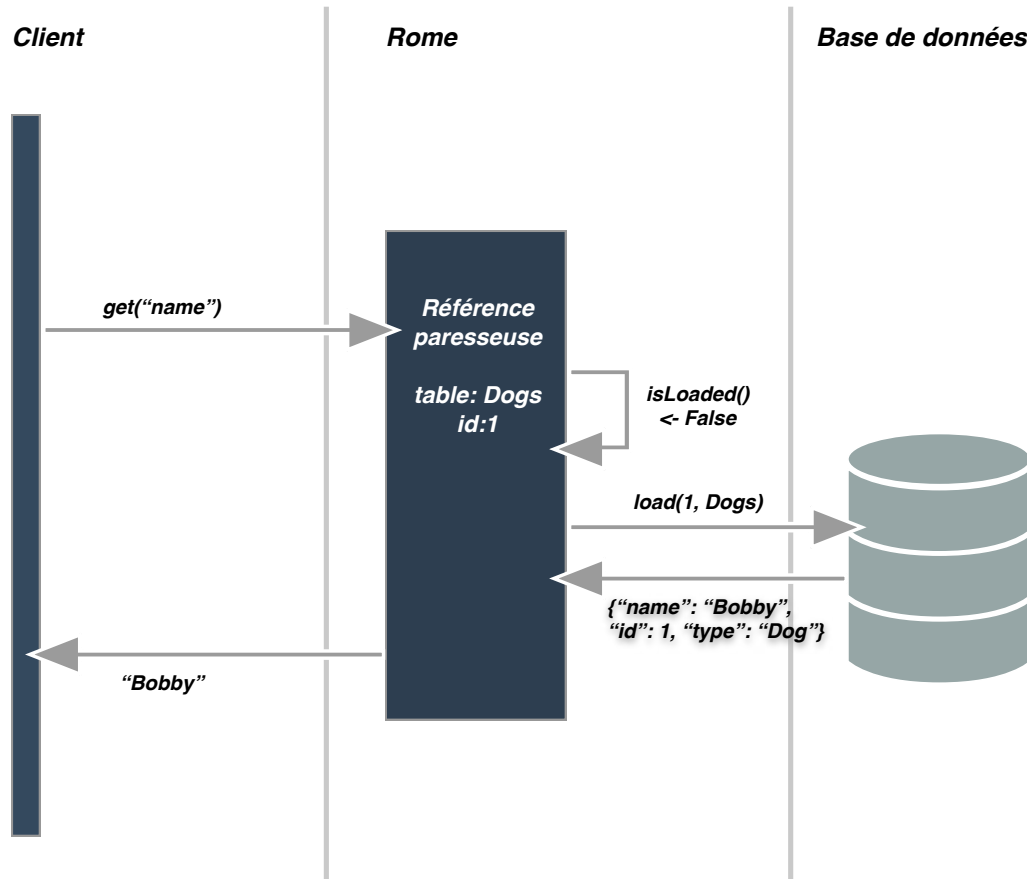 Client
Rome
Base de données
get(“name”)
Référence
paresseuse
table: Dogs
id:1
isLoaded()
<- False
load(1, Dogs)
{“name”: “Bobby”,
“id”: 1, “type”: “Dog”}
“Bobby”